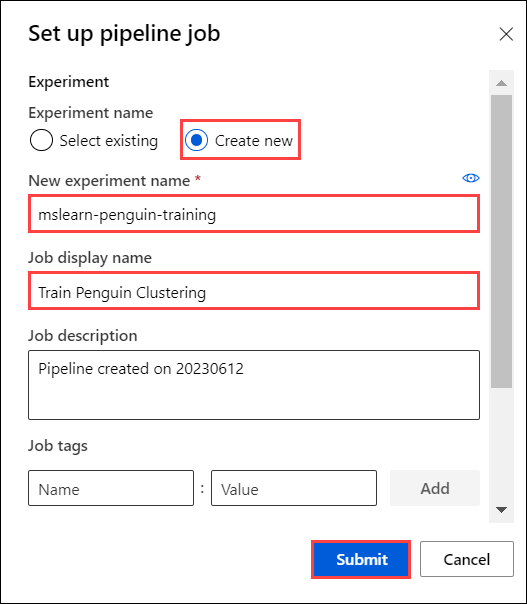 Set up pipeline job
Experiment
Experiment name
Select existing Create new
New experiment name *
mslearn-penguin-training
Job display name
Train Penguin Clustering
Job description
Pipeline created on 20230612
Job tags
Name : Value Add
Submit Cancel